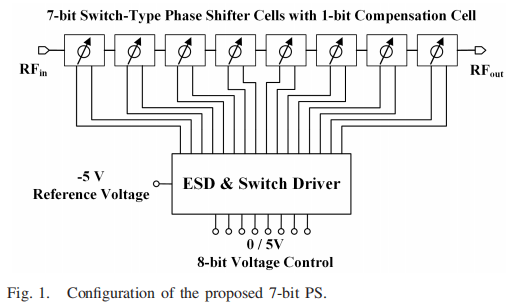 7-bit Switch-Type Phase Shifter Cells with 1-bit Compensation Cell
RFin
RFout
-5 V
Reference Voltage
ESD & Switch Driver
0 / 5V
8-bit Voltage Control
Fig. 1. Configuration of the proposed 7-bit PS.